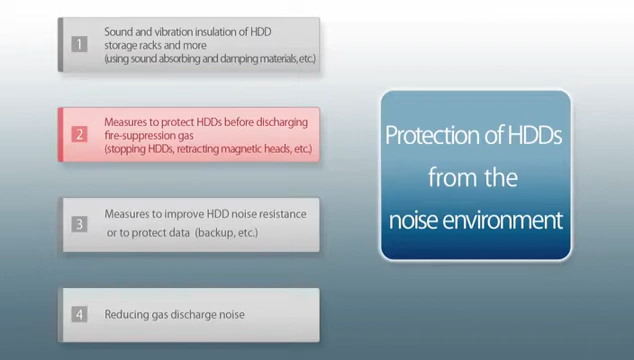 1
Sound and vibration insulation of HDD
storage racks and more
(using sound absorbing and damping materials, etc.)
2
Measures to protect HDDs before discharging
fire-suppression gas
(stopping HDDs, retracting magnetic heads, etc.)
3
Measures to improve HDD noise resistance
or to protect data (backup, etc.)
4
Reducing gas discharge noise
Protection of HDDs
from the
noise environment